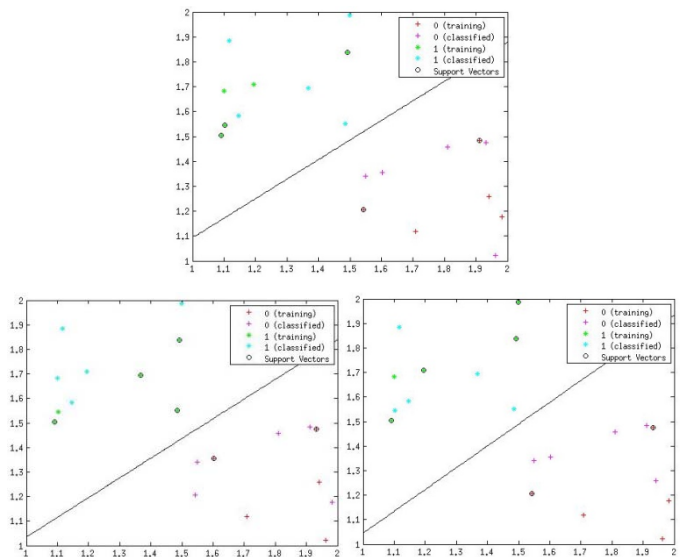 2
1.9
1.8
1.7
1.6
1.5
1.4
1.3
1.2
1.1
1
1 1.1 1.2 1.3 1.4 1.5 1.6 1.7 1.8 1.9 2
0 (training)
0 (classified)
1 (training)
1 (classified)
Support Vectors
2
1.9
1.8
1.7
1.6
1.5
1.4
1.3
1.2
1.1
1
1 1.1 1.2 1.3 1.4 1.5 1.6 1.7 1.8 1.9 2
0 (training)
0 (classified)
1 (training)
1 (classified)
Support Vectors
2
1.9
1.8
1.7
1.6
1.5
1.4
1.3
1.2
1.1
1
1 1.1 1.2 1.3 1.4 1.5 1.6 1.7 1.8 1.9 2
0 (training)
0 (classified)
1 (training)
1 (classified)
Support Vectors